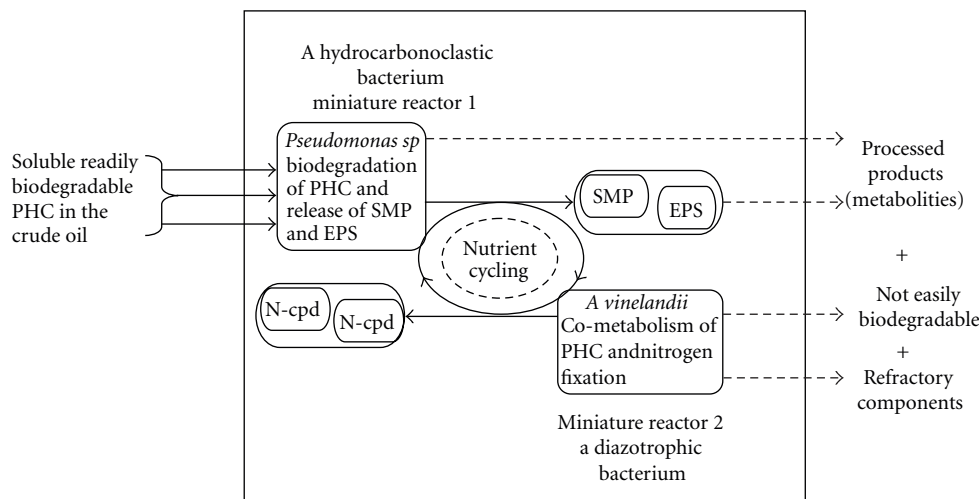 A hydrocarbonoclastic
bacterium
miniature reactor 1
Soluble readily
biodegradable
PHC in the
crude oil
Pseudomonas sp
biodegradation
of PHC and
release of SMP
and EPS
SMP
EPS
Processed
products
(metabolities)
+
Not easily
biodegradable
+
Refractory
components
Nutrient
cycling
N-cpd
N-cpd
A vinelandii
Co-metabolism of
PHC andnitrogen
fixation
Miniature reactor 2
a diazotrophic
bacterium